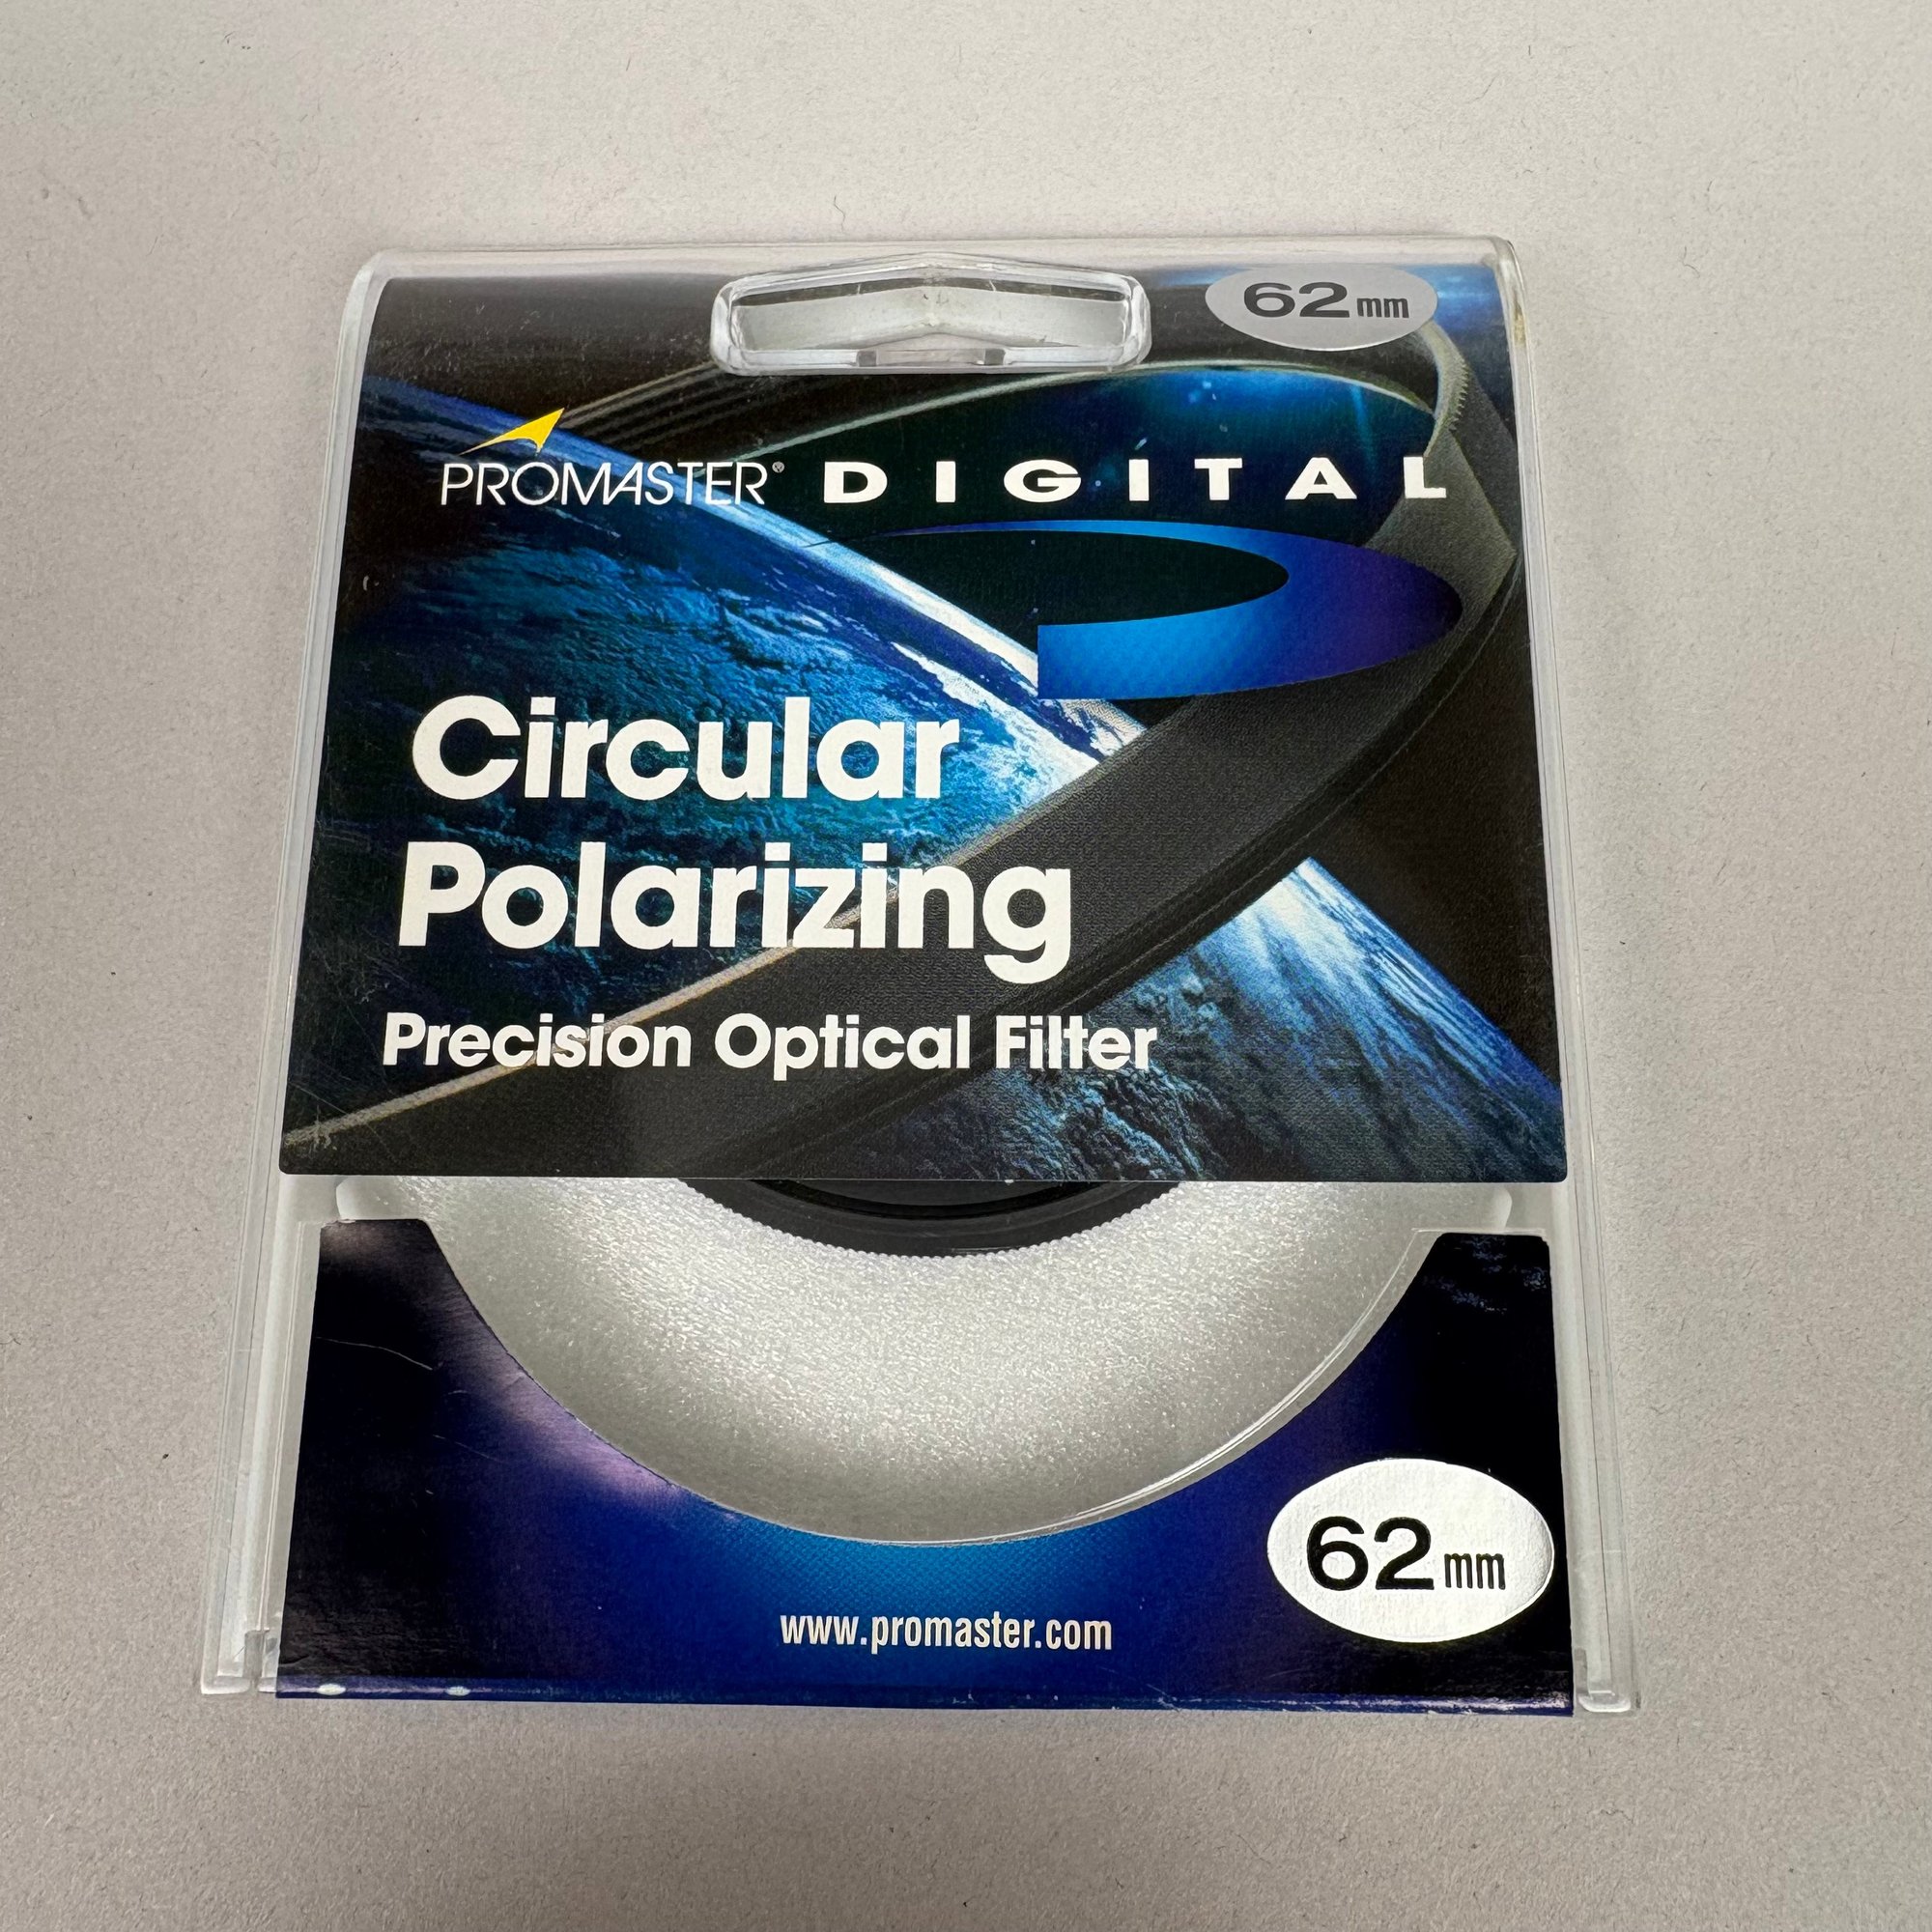 62mm
PROMASTER® DIGITAL
Circular
Polarizing
Precision Optical Filter
62mm
www.promaster.com